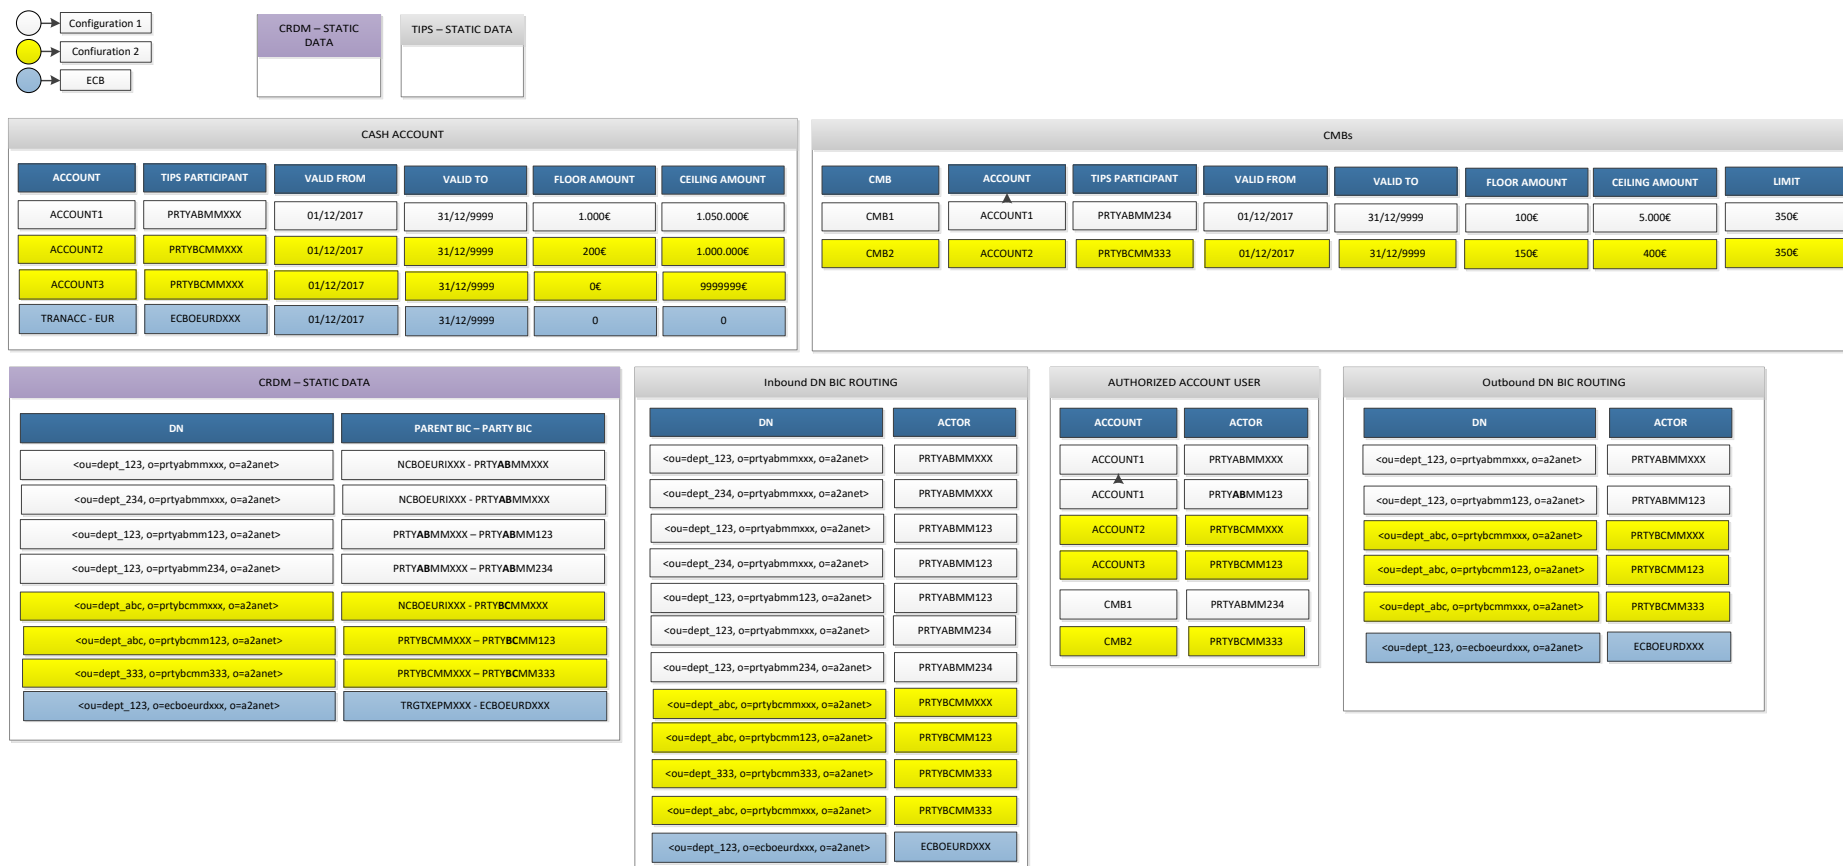 Configuration 1
Confiuration 2
ECB
CRDM – STATIC
DATA
TIPS – STATIC DATA
CASH ACCOUNT
ACCOUNT TIPS PARTICIPANT VALID FROM VALID TO FLOOR AMOUNT CEILING AMOUNT
ACCOUNT1 PRTYABMMXXX 01/12/2017 31/12/9999 1.000€ 1.050.000€
ACCOUNT2 PRTYBCMMXXX 01/12/2017 31/12/9999 200€ 1.000.000€
ACCOUNT3 PRTYBCMMXXX 01/12/2017 31/12/9999 0€ 9999999€
TRANACC - EUR ECBOEURDXXX 01/12/2017 31/12/9999 0 0
CMBs
CMB ACCOUNT TIPS PARTICIPANT VALID FROM VALID TO FLOOR AMOUNT CEILING AMOUNT LIMIT
CMB1 ACCOUNT1 PRTYABMM234 01/12/2017 31/12/9999 100€ 5.000€ 350€
CMB2 ACCOUNT2 PRTYBCMM333 01/12/2017 31/12/9999 150€ 400€ 350€
CRDM – STATIC DATA
DN PARENT BIC – PARTY BIC
<ou=dept_123, o=prtyabmmxxx, o=a2anet> NCBOEURIXXX - PRTYABMMXXX
<ou=dept_234, o=prtyabmmxxx, o=a2anet> NCBOEURIXXX - PRTYABMMXXX
<ou=dept_123, o=prtyabmm123, o=a2anet> PRTYABMMXXX – PRTYABMM123
<ou=dept_123, o=prtyabmm234, o=a2anet> PRTYABMMXXX – PRTYABMM234
<ou=dept_abc, o=prtybcmmxxx, o=a2anet> NCBOEURIXXX - PRTYBCMMXXX
<ou=dept_abc, o=prtybcmm123, o=a2anet> PRTYBCMMXXX – PRTYBCMM123
<ou=dept_333, o=prtybcmm333, o=a2anet> PRTYBCMMXXX – PRTYBCMM333
<ou=dept_123, o=ecboeurdxxx, o=a2anet> TRGTXEPMXXX - ECBOEURDXXX
Inbound DN BIC ROUTING
DN ACTOR
<ou=dept_123, o=prtyabmmxxx, o=a2anet> PRTYABMMXXX
<ou=dept_234, o=prtyabmmxxx, o=a2anet> PRTYABMMXXX
<ou=dept_123, o=prtyabmmxxx, o=a2anet> PRTYABMM123
<ou=dept_234, o=prtyabmmxxx, o=a2anet> PRTYABMM123
<ou=dept_123, o=prtyabmm123, o=a2anet> PRTYABMM123
<ou=dept_123, o=prtyabmmxxx, o=a2anet> PRTYABMM234
<ou=dept_123, o=prtyabmm234, o=a2anet> PRTYABMM234
<ou=dept_abc, o=prtybcmmxxx, o=a2anet> PRTYBCMMXXX
<ou=dept_abc, o=prtybcmm123, o=a2anet> PRTYBCMM123
<ou=dept_333, o=prtybcmm333, o=a2anet> PRTYBCMM333
<ou=dept_abc, o=prtybcmmxxx, o=a2anet> PRTYBCMM333
<ou=dept_123, o=ecboeurdxxx, o=a2anet> ECBOEURDXXX
AUTHORIZED ACCOUNT USER
ACCOUNT ACTOR
ACCOUNT1 PRTYABMMXXX
ACCOUNT1 PRTYABMM123
ACCOUNT2 PRTYBCMMXXX
ACCOUNT3 PRTYBCMM123
CMB1 PRTYABMM234
CMB2 PRTYBCMM333
Outbound DN BIC ROUTING
DN ACTOR
<ou=dept_123, o=prtyabmmxxx, o=a2anet> PRTYABMMXXX
<ou=dept_123, o=prtyabmm123, o=a2anet> PRTYABMM123
<ou=dept_abc, o=prtybcmmxxx, o=a2anet> PRTYBCMMXXX
<ou=dept_abc, o=prtybcmm123, o=a2anet> PRTYBCMM123
<ou=dept_abc, o=prtybcmmxxx, o=a2anet> PRTYBCMM333
<ou=dept_123, o=ecboeurdxxx, o=a2anet> ECBOEURDXXX